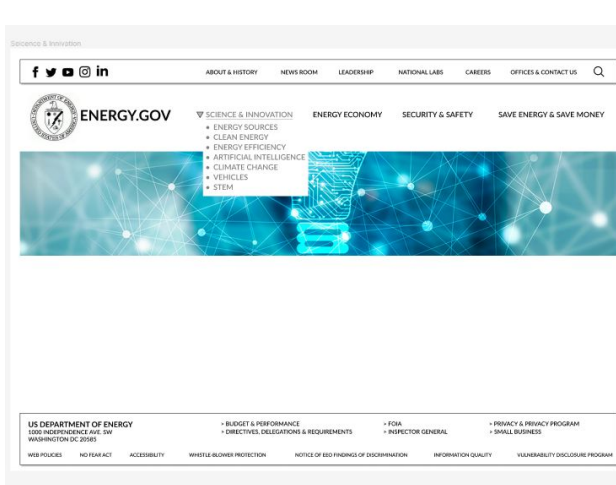 Seicence & Innovation
ABOUT & HISTORY NEWS ROOM LEADERSHIP NATIONAL LABS CAREERS OFFICES & CONTACT US
ENERGY.GOV
SCIENCE & INNOVATION ENERGY ECONOMY SECURITY & SAFETY SAVE ENERGY & SAVE MONEY
ENERGY SOURCES
CLEAN ENERGY
ENERGY EFFICIENCY
ARTIFICIAL INTELLIGENCE
CLIMATE CHANGE
VEHICLES
STEM
US DEPARTMENT OF ENERGY > BUDGET & PERFORMANCE > FOIA > PRIVACY & PRIVACY PROGRAM
1000 INDEPENDENCE AVE. SW > DIRECTIVES, DELEGATIONS & REQUIREMENTS > INSPECTOR GENERAL > SMALL BUSINESS
WASHINGTON DC 20585
WEB POLICIES NO FEAR ACT ACCESSIBILITY WHISTLE-BLOWER PROTECTION NOTICE OF EEO FINDINGS OF DISCRIMINATION INFORMATION QUALITY VULNERABILITY DISCLOSURE PROGRAM